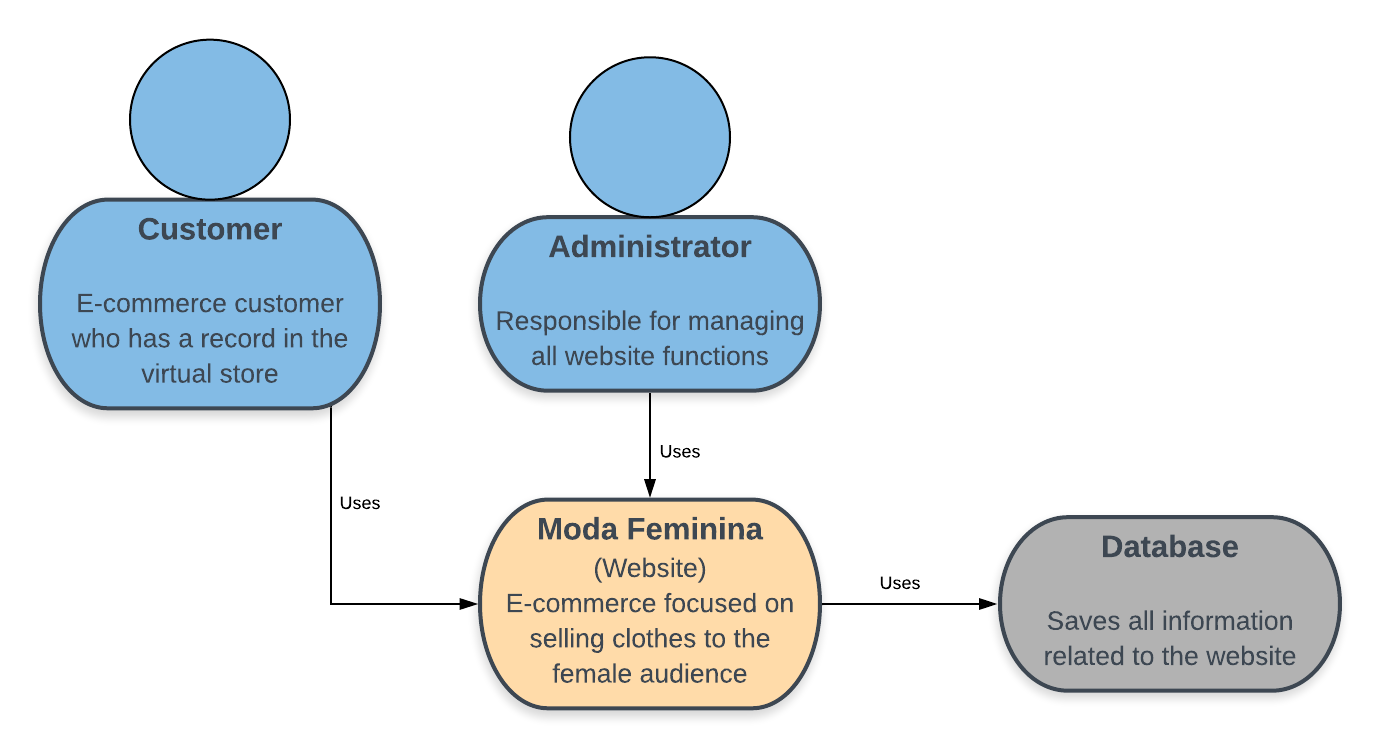 Customer
E-commerce customer
who has a record in the
virtual store
Administrator
Responsible for managing
all website functions
Uses
Uses
Moda Feminina
(Website)
E-commerce focused on
selling clothes to the
female audience
Uses
Database
Saves all information
related to the website